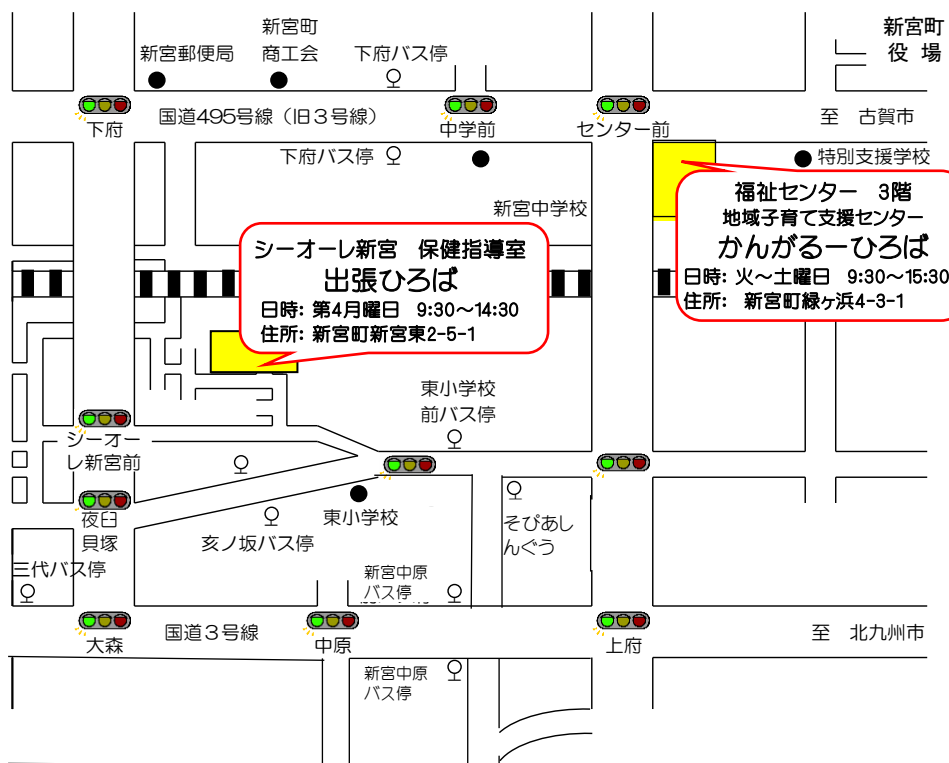 新宮町
商工会
新宮郵便局
下府バス停
新宮町
役 場
下府
国道495号線（旧3号線）
中学前
センター前
至 古賀市
下府バス停
特別支援学校
新宮中学校
福祉センター 3階
地域子育て支援センター
かんがるーひろば
日時: 火～土曜日 9:30～15:30
住所: 新宮町緑ヶ浜4-3-1
シーオーレ新宮 保健指導室
出張ひろば
日時: 第4月曜日 9:30～14:30
住所: 新宮町新宮東2-5-1
東小学校
前バス停
シーオー
レ新宮前
夜臼
貝塚
東小学校
亥ノ坂バス停
そぴあし
んぐう
三代バス停
新宮中原
バス停
大森
国道3号線
中原
上府
至 北九州市
新宮中原
バス停